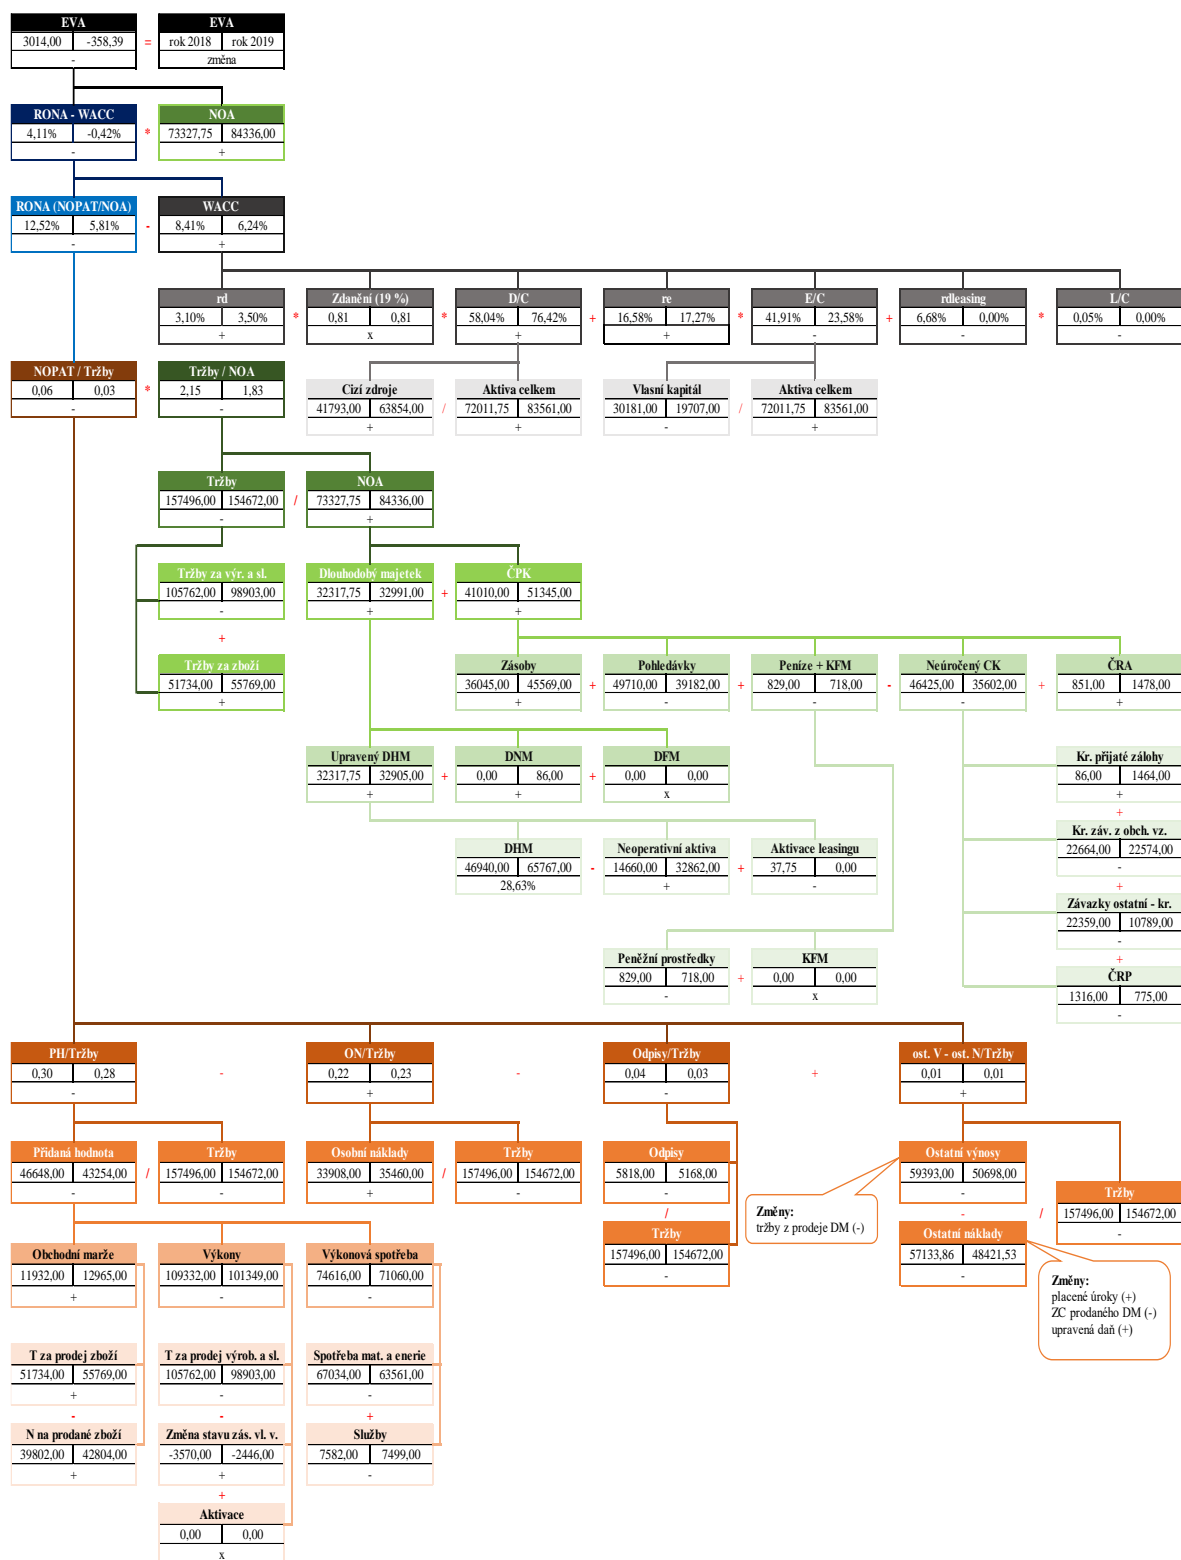 EVA EVA
3014,00 -358,39 = rok 2018 rok 2019
- změna
RONA - WACC NOA
4,11% -0,42% * 73327,75 84336,00
- +
RONA (NOPAT/NOA) WACC
12,52% 5,81% - 8,41% 6,24%
- +
rd Zdanění (19 %) D/C re E/C rdleasing L/C
3,10% 3,50% * 0,81 0,81 * 58,04% 76,42% + 16,58% 17,27% * 41,91% 23,58% + 6,68% 0,00% * 0,05% 0,00%
+ x + + - - -
NOPAT / Tržby Tržby / NOA
0,06 0,03 * 2,15 1,83
- -
Cizí zdroje Aktiva celkem Vlasní kapitál Aktiva celkem
41793,00 63854,00 / 72011,75 83561,00 30181,00 19707,00 / 72011,75 83561,00
+ + - +
Tržby NOA
157496,00 154672,00 / 73327,75 84336,00
- +
Tržby za výr. a sl. Dlouhodobý majetek ČPK
105762,00 98903,00 32317,75 32991,00 + 41010,00 51345,00
- + +
+
Tržby za zboží Zásoby Pohledávky Peníze + KFM Neúročený CK ČRA
51734,00 55769,00 36045,00 45569,00 + 49710,00 39182,00 + 829,00 718,00 - 46425,00 35602,00 + 851,00 1478,00
+ + - - - +
Upravený DHM DNM DFM Kr. přijaté zálohy
32317,75 32905,00 + 0,00 86,00 + 0,00 0,00 86,00 1464,00
+ + x +
+
DHM Neoperativní aktiva Aktivace leasingu Kr. záv. z obch. vz.
46940,00 65767,00 - 14660,00 32862,00 + 37,75 0,00 22664,00 22574,00
28,63% + - -
+
Závazky ostatní - kr.
22359,00 10789,00
-
+
Peněžní prostředky KFM ČRP
829,00 718,00 + 0,00 0,00 1316,00 775,00
- x -
PH/Tržby ON/Tržby Odpisy/Tržby ost. V - ost. N/Tržby
0,30 0,28 - 0,22 0,23 - 0,04 0,03 + 0,01 0,01
- + - +
Přidaná hodnota Tržby Osobní náklady Tržby Odpisy Ostatní výnosy
46648,00 43254,00 / 157496,00 154672,00 33908,00 35460,00 / 157496,00 154672,00 5818,00 5168,00 59393,00 50698,00
- - + - - -
/ - /
Tržby
157496,00 154672,00
-
Tržby
157496,00 154672,00
-
Ostatní náklady
57133,86 48421,53
-
Změny:
tržby z prodeje DM (-)
Změny:
placené úroky (+)
ZC prodaného DM (-)
upravená daň (+)
Obchodní marže Výkony Výkonová spotřeba
11932,00 12965,00 109332,00 101349,00 74616,00 71060,00
+ - -
T za prodej zboží T za prodej výrob. a sl. Spotřeba mat. a enerie
51734,00 55769,00 105762,00 98903,00 67034,00 63561,00
+ - -
- - +
N na prodané zboží Změna stavu zás. vl. v. Služby
39802,00 42804,00 -3570,00 -2446,00 7582,00 7499,00
+ + -
+
Aktivace
0,00 0,00
x